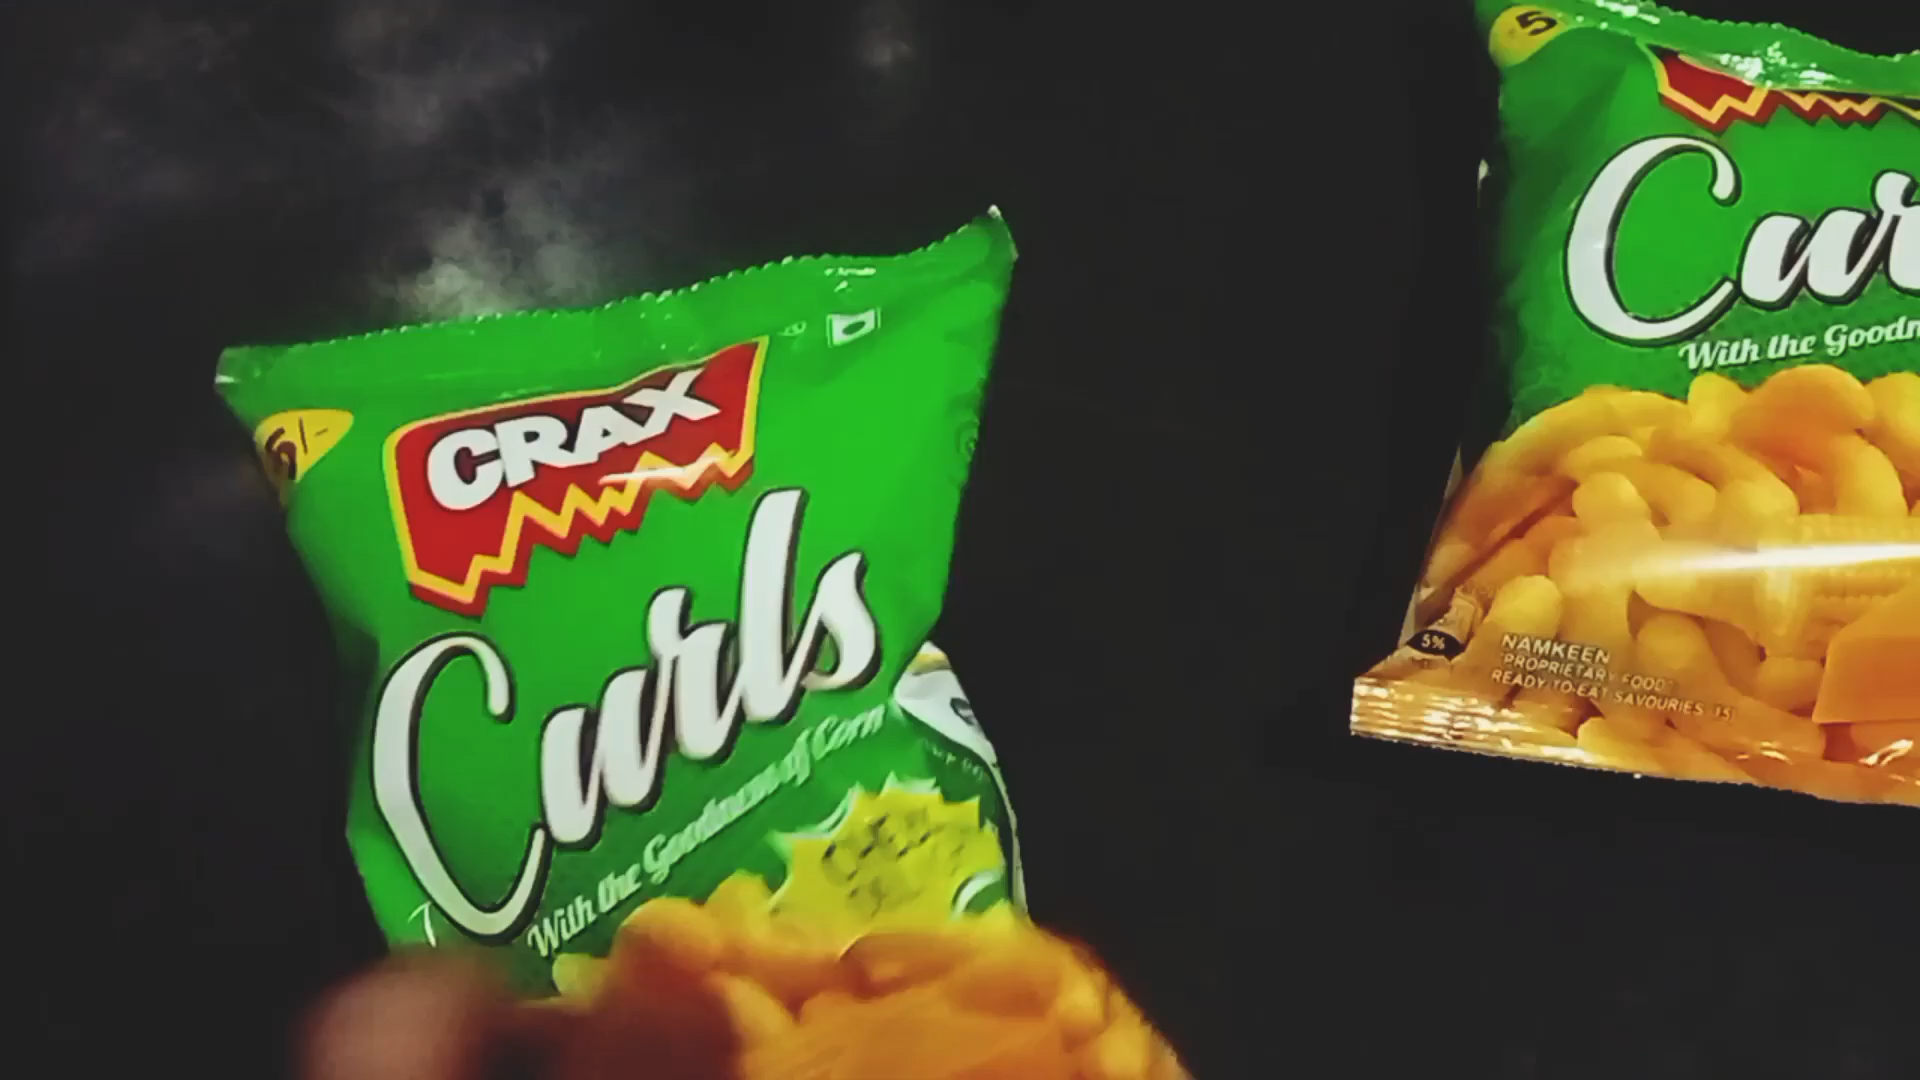 5/-
CRAX
Curls
With the Goodness of Corn
5
Cur
With the Goodn
5%
NAMKEEN
"PROPRIETARY FOOD"
READY-TO-EAT SAVOURIES 15